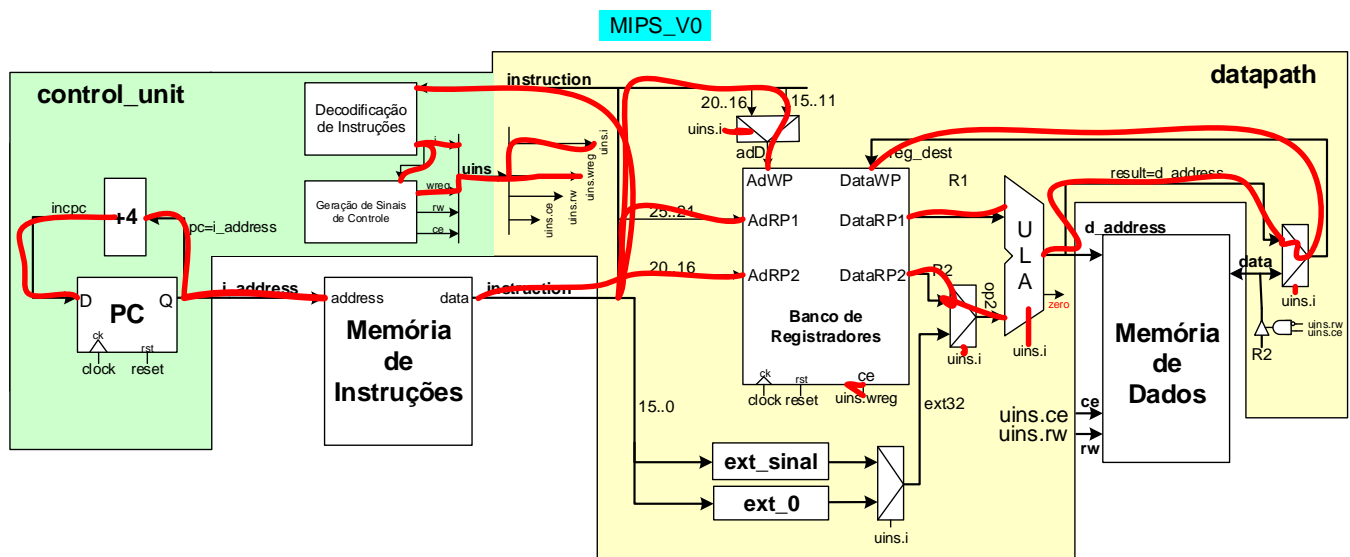 MIPS_V0
control_unit
datapath
instruction
Decodificação
de Instruções
i
uins
wreg
rw
ce
Geração de Sinais
de Controle
uins.i
uins.wreg
uins.rw
uins.ce
20..16
15..11
uins.i
adD
reg_dest
AdWP
DataWP
R1
result=d_address
incpc
+4
pc=i_address
25..21
AdRP1
DataRP1
ULA
d_address
20..16
AdRP2
DataRP2
R2
op2
data
D
Q
PC
ck
rst
clock
reset
i_address
address
data
instruction
Memória
de
Instruções
Banco de
Registradores
uins.i
zero
uins.i
uins.i
uins.rw
uins.ce
R2
Memória
de
Dados
ck
rst
ce
clock
reset
uins.wreg
15..0
ext32
uins.ce
ce
uins.rw
rw
ext_sinal
ext_0
uins.i